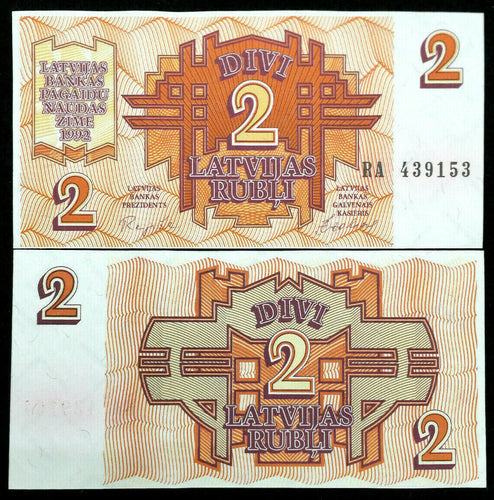 LATVIJAS
BANKAS
PAGAIDU
NAUDAS
ZĪME
1992
DIVI
2
2
LATVIJAS
RUBĻI
RA 439153
2
LATVIJAS
BANKAS
PREZIDENTS
LATVIJAS
BANKAS
GALVENAIS
KASIERIS
2
DIVI
2
LATVIJAS
RUBĻI
2